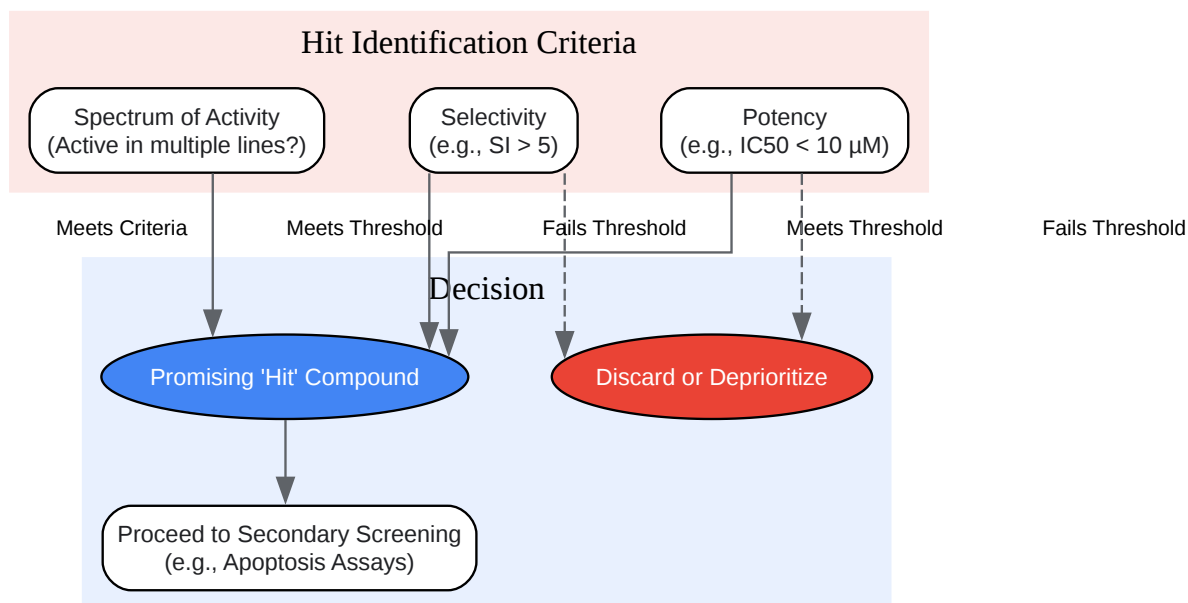 Hit Identification Criteria
Spectrum of Activity
(Active in multiple lines?)
Selectivity
(e.g., SI > 5)
Potency
(e.g., IC50 < 10 µM)
Meets Criteria
Meets Threshold
Fails Threshold
Meets Threshold
Fails Threshold
Decision
Promising 'Hit' Compound
Discard or Deprioritize
Proceed to Secondary Screening
(e.g., Apoptosis Assays)